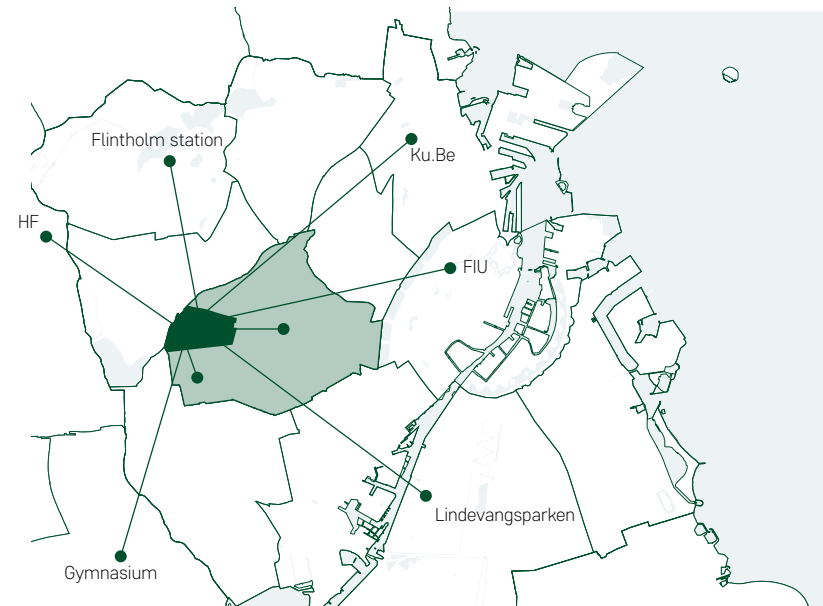 Flintholm station
Ku.Be
HF
FIU
Lindevangsparken
Gymnasium